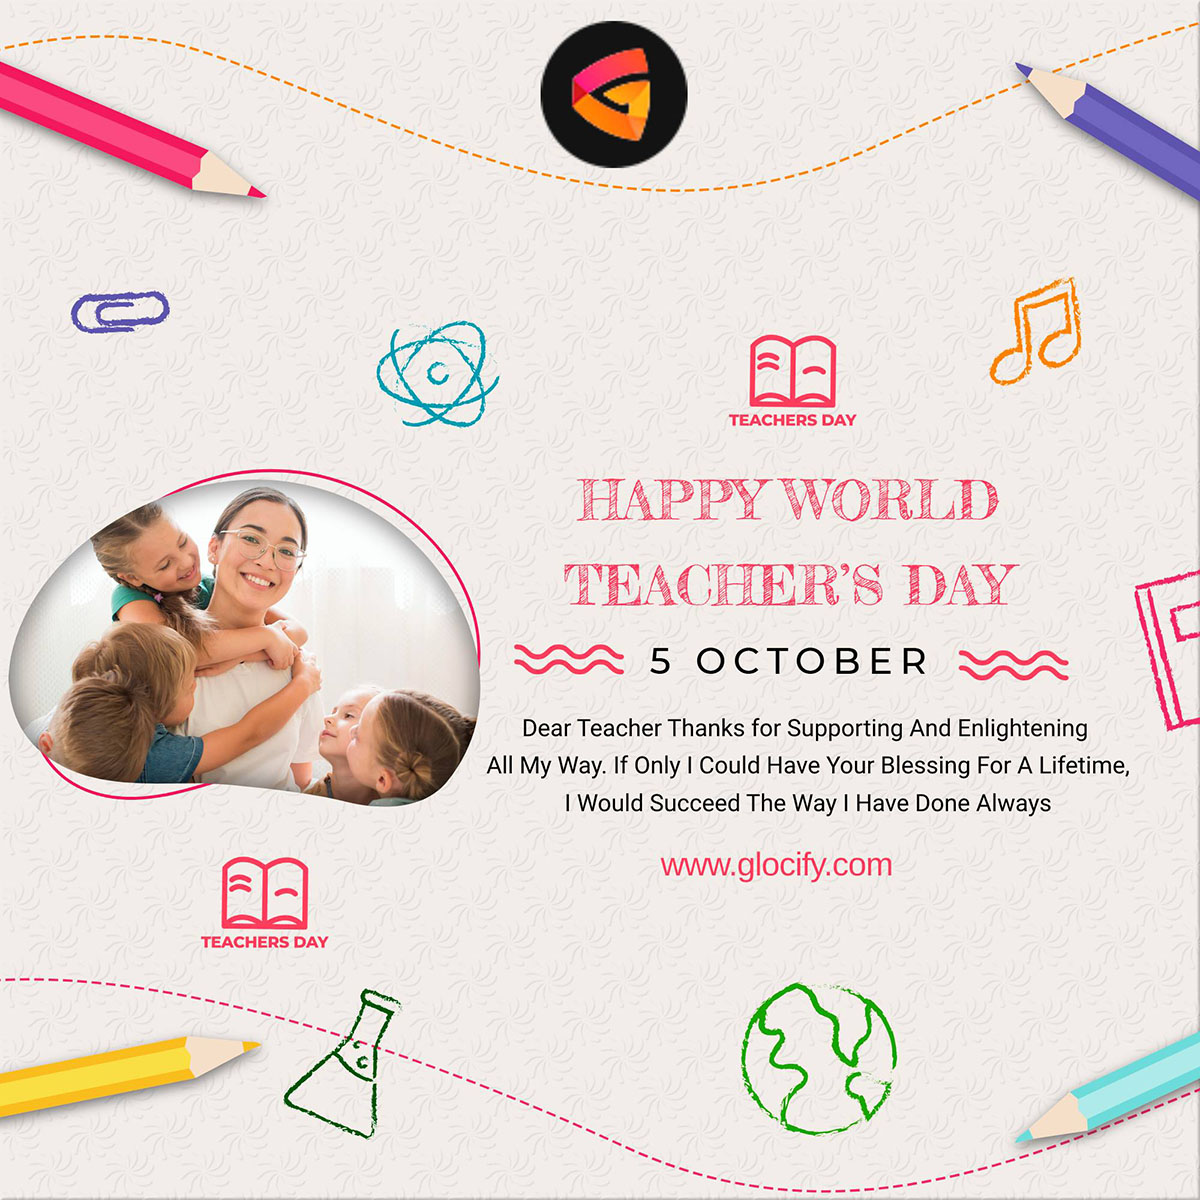 TEACHERS DAY
HAPPY WORLD
TEACHER'S DAY
5 OCTOBER
Dear Teacher Thanks for Supporting And Enlightening
All My Way. If Only I Could Have Your Blessing For A Lifetime,
I Would Succeed The Way I Have Done Always
www.glocify.com
TEACHERS DAY